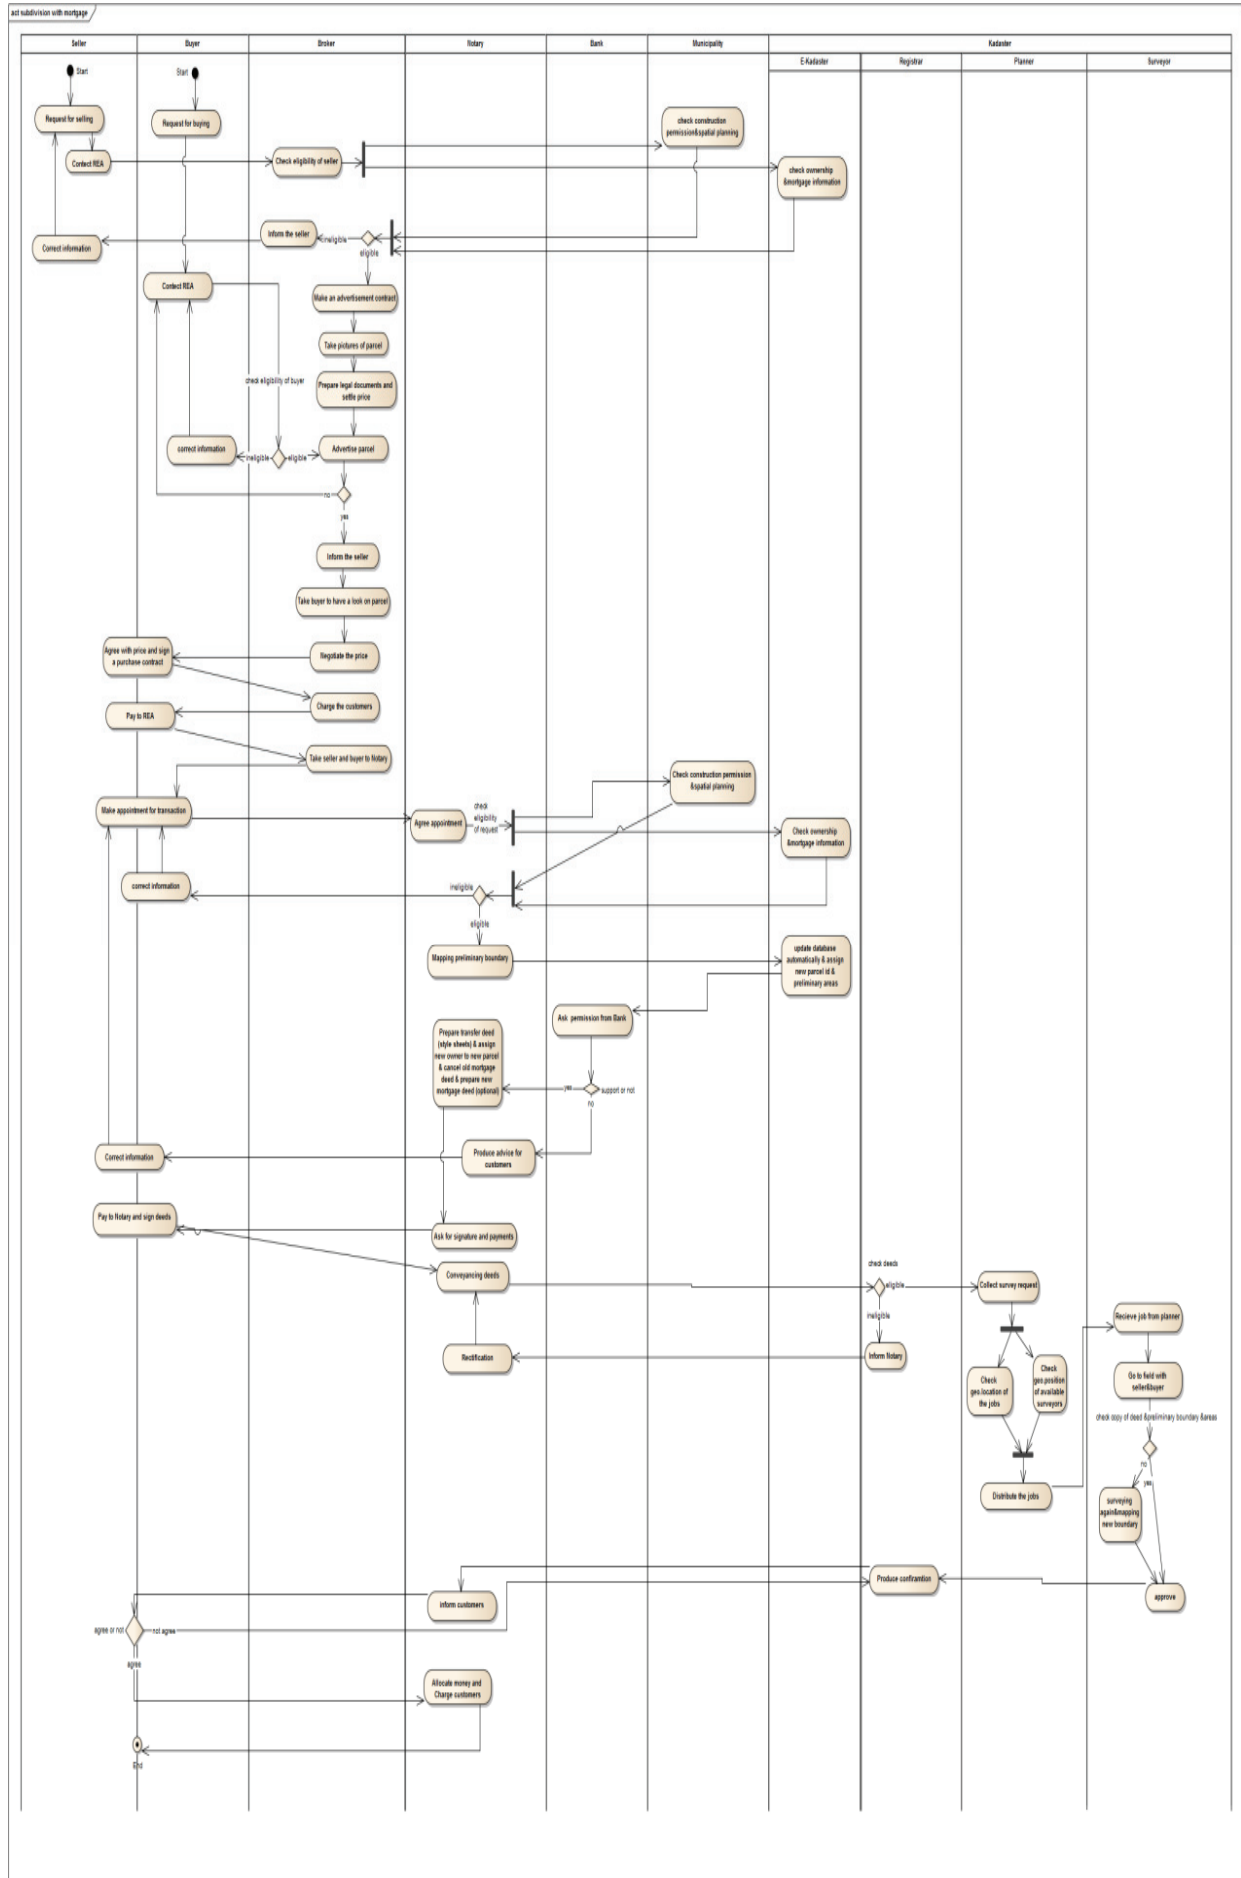 act subdivision with mortgage
Seller
Buyer
Broker
Notary
Bank
Municipality
Kadaster
E-Kadaster
Registrar
Planner
Surveyor
Start
Start
Request for selling
Request for buying
check construction
permission&spatial planning
Contect REA
Check eligibility of seller
check ownership
&mortgage information
Correct information
Inform the seller
ineligible
eligible
Contect REA
Make an advertisement contract
Take pictures of parcel
check eligibility of buyer
Prepare legal documents and
settle price
correct information
ineligible
eligible
Advertise parcel
no
yes
Inform the seller
Take buyer to have a look on parcel
Agree with price and sign
a purchase contract
Negotiate the price
Charge the customers
Pay to REA
Take seller and buyer to Notary
Check construction permission
&spatial planning
Make appointment for transaction
Agree appointment
check
eligibility
of request
Check ownership
&mortgage information
correct information
ineligible
eligible
Mapping preliminary boundary
update database
automatically & assign
new parcel id &
preliminary areas
Ask permission from Bank
Prepare transfer deed
(style sheets) & assign
new owner to new parcel
& cancel old mortgage
deed & prepare new
mortgage deed (optional)
yes
support or not
no
Correct information
Produce advice for
customers
Pay to Notary and sign deeds
Ask for signature and payments
Conveyancing deeds
check deeds
eligible
Collect survey request
ineligible
Recieve job from planner
Rectification
Inform Notary
Check
geo.location of
the jobs
Check
geo.position
of available
surveyors
Go to field with
seller&buyer
check copy of deed &preliminary boundary &areas
no
yes
Distribute the jobs
surveying
again&mapping
new boundary
Produce confiramtion
approve
inform customers
agree or not
not agree
agree
Allocate money and
Charge customers
End